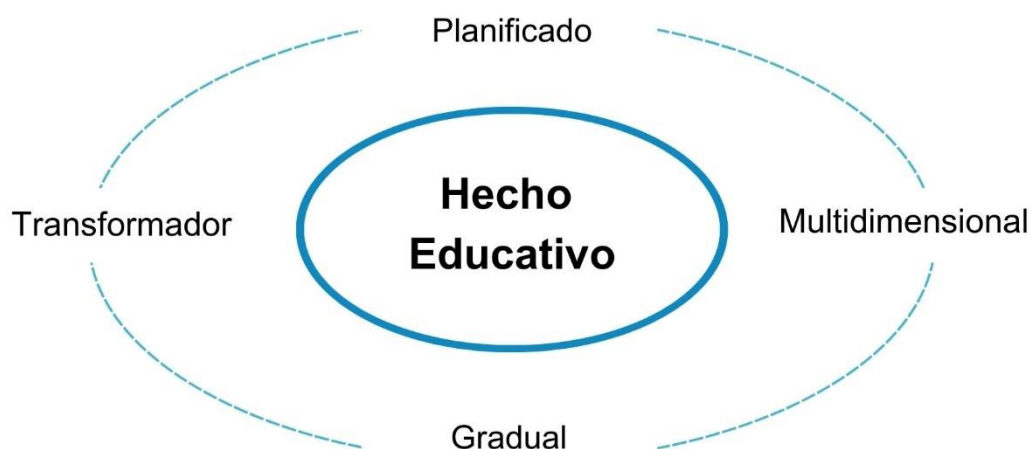 Planificado
Hecho
Educativo
Transformador
Multidimensional
Gradual